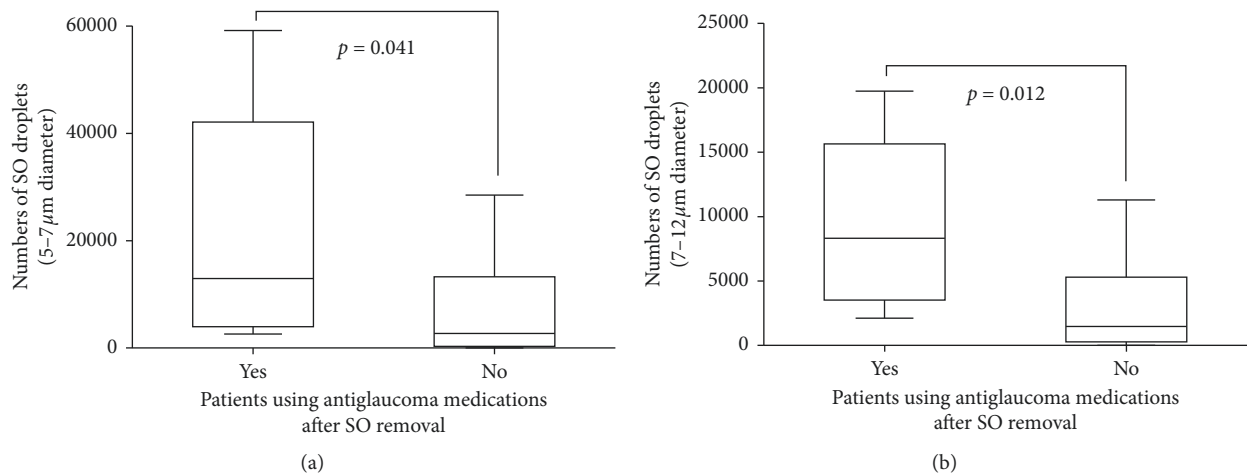 Numbers of SO droplets
(5–7 μm diameter)
60000
40000
20000
0
p = 0.041
Yes
No
Patients using antiglaucoma medications
after SO removal
(a)
Numbers of SO droplets
(7–12 μm diameter)
25000
20000
15000
10000
5000
0
p = 0.012
Yes
No
Patients using antiglaucoma medications
after SO removal
(b)